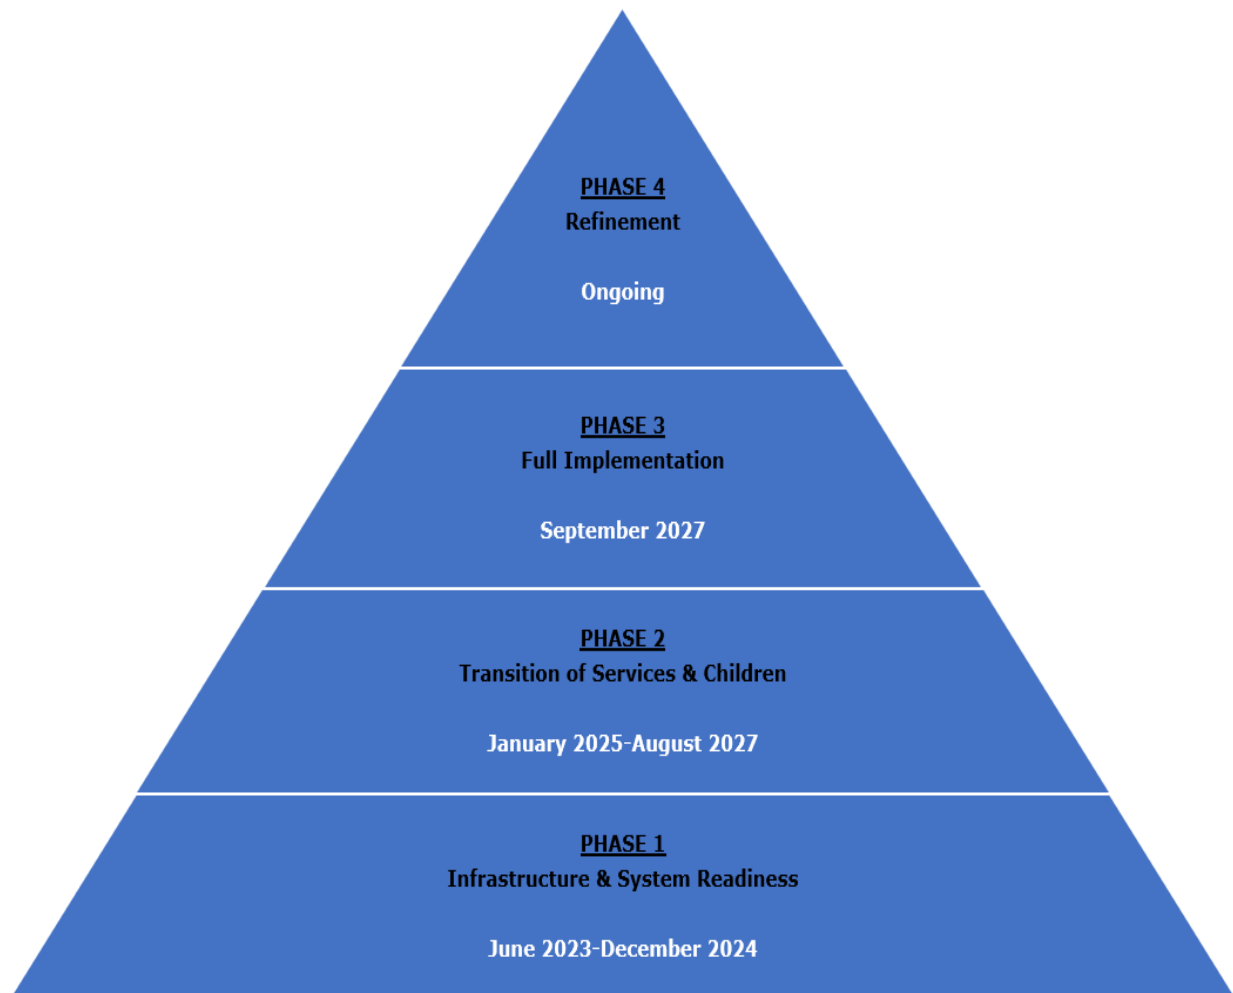 PHASE 4
Refinement
Ongoing
PHASE 3
Full Implementation
September 2027
PHASE 2
Transition of Services & Children
January 2025-August 2027
PHASE 1
Infrastructure & System Readiness
June 2023-December 2024